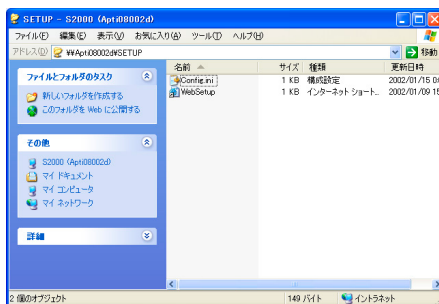 SETUP - S2000 (Apti08002d)
ファイル(F) 編集(E) 表示(V) お気に入り(A) ツール(T) ヘルプ(H)
アドレス(D) ¥¥Apti08002d¥SETUP 移動
ファイルとフォルダのタスク
新しいフォルダを作成する
このフォルダを Web に公開する
その他
S2000 (Apti08002d)
マイ ドキュメント
マイ コンピュータ
マイ ネットワーク
詳細
名前 サイズ 種類 更新日時
Config.ini 1 KB 構成設定 2002/01/15 0
WebSetup 1 KB インターネット ショート... 2002/01/09 15
2 個のオブジェクト 149 バイト イントラネット